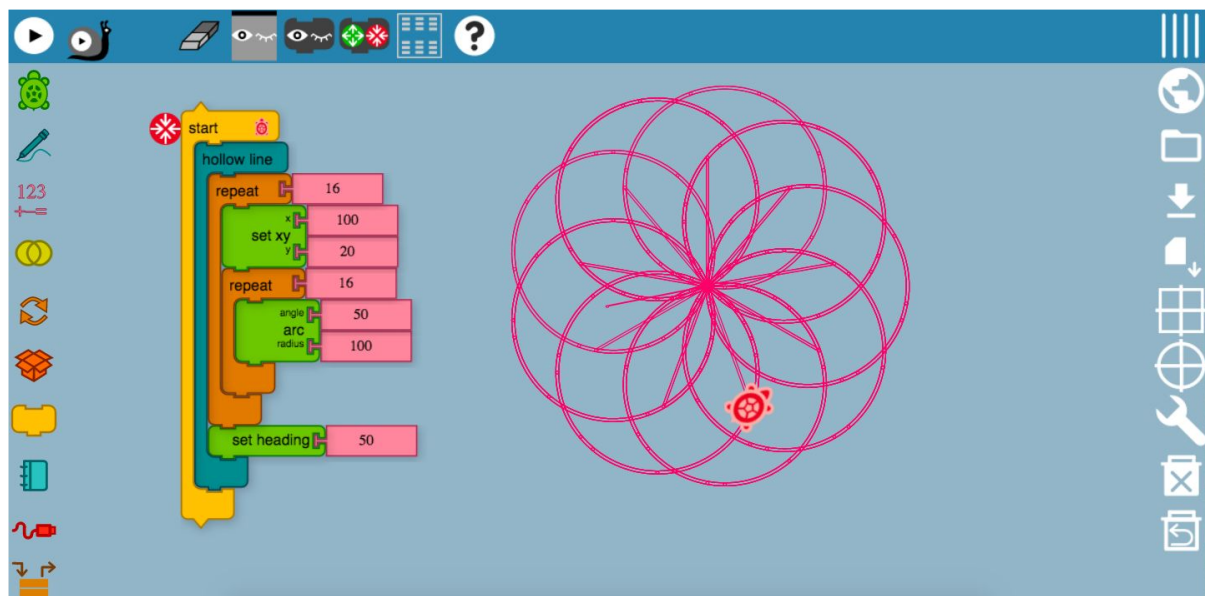 ?
123
+-=
start
hollow line
repeat 16
x 100
set xy
y 20
repeat 16
angle 50
arc
radius 100
set heading 50